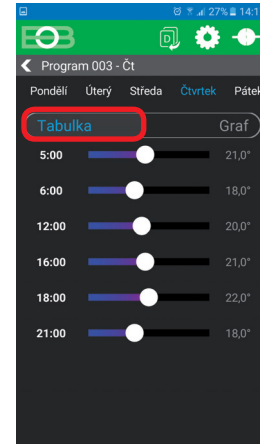 27% 14:1
EOB
Program 003 - Čt
Pondělí Úterý Středa Čtvrtek Pátek
Tabulka Graf
5:00 21,0°
6:00 18,0°
12:00 20,0°
16:00 21,0°
18:00 22,0°
21:00 18,0°